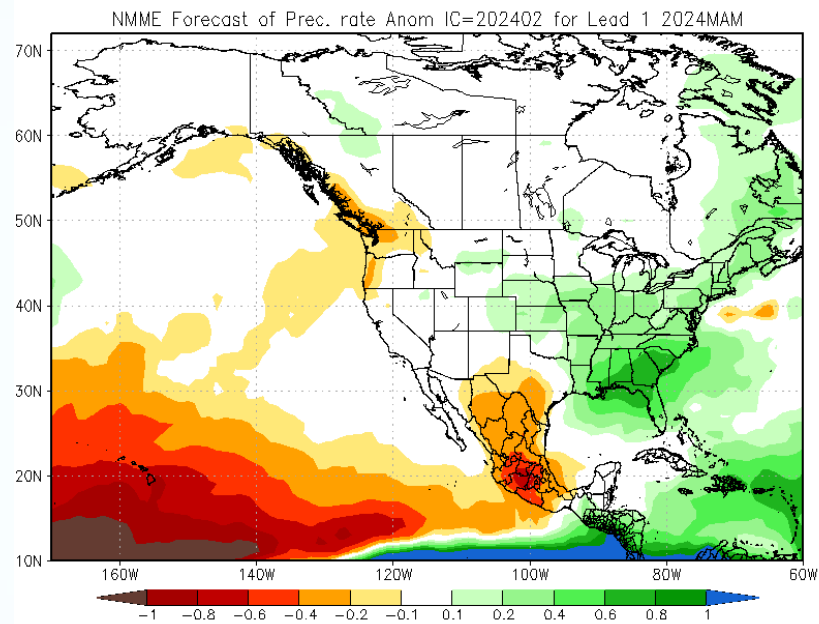 NMME Forecast of Prec. rate Anom IC=202402 for Lead 1 2024MAM
70N
60N
50N
40N
30N
20N
10N
160W 140W 120W 100W 80W 60W
-1 -0.8 -0.6 -0.4 -0.2 -0.1 0.1 0.2 0.4 0.6 0.8 1